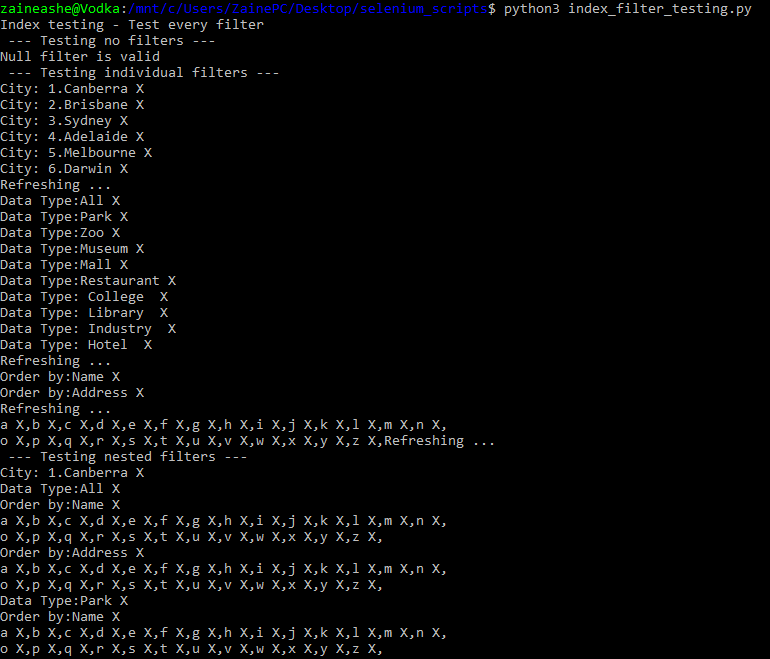 zaineashe@Vodka:/mnt/c/Users/ZainePC/Desktop/selenium_scripts$ python3 index_filter_testing.py
Index testing - Test every filter
 --- Testing no filters ---
Null filter is valid
 --- Testing individual filters ---
City: 1.Canberra X
City: 2.Brisbane X
City: 3.Sydney X
City: 4.Adelaide X
City: 5.Melbourne X
City: 6.Darwin X
Refreshing ...
Data Type:All X
Data Type:Park X
Data Type:Zoo X
Data Type:Museum X
Data Type:Mall X
Data Type:Restaurant X
Data Type: College  X
Data Type: Library  X
Data Type: Industry  X
Data Type: Hotel  X
Refreshing ...
Order by:Name X
Order by:Address X
Refreshing ...
a X,b X,c X,d X,e X,f X,g X,h X,i X,j X,k X,l X,m X,n X,
o X,p X,q X,r X,s X,t X,u X,v X,w X,x X,y X,z X,Refreshing ...
 --- Testing nested filters ---
City: 1.Canberra X
Data Type:All X
Order by:Name X
a X,b X,c X,d X,e X,f X,g X,h X,i X,j X,k X,l X,m X,n X,
o X,p X,q X,r X,s X,t X,u X,v X,w X,x X,y X,z X,
Order by:Address X
a X,b X,c X,d X,e X,f X,g X,h X,i X,j X,k X,l X,m X,n X,
o X,p X,q X,r X,s X,t X,u X,v X,w X,x X,y X,z X,
Data Type:Park X
Order by:Name X
a X,b X,c X,d X,e X,f X,g X,h X,i X,j X,k X,l X,m X,n X,
o X,p X,q X,r X,s X,t X,u X,v X,w X,x X,y X,z X,